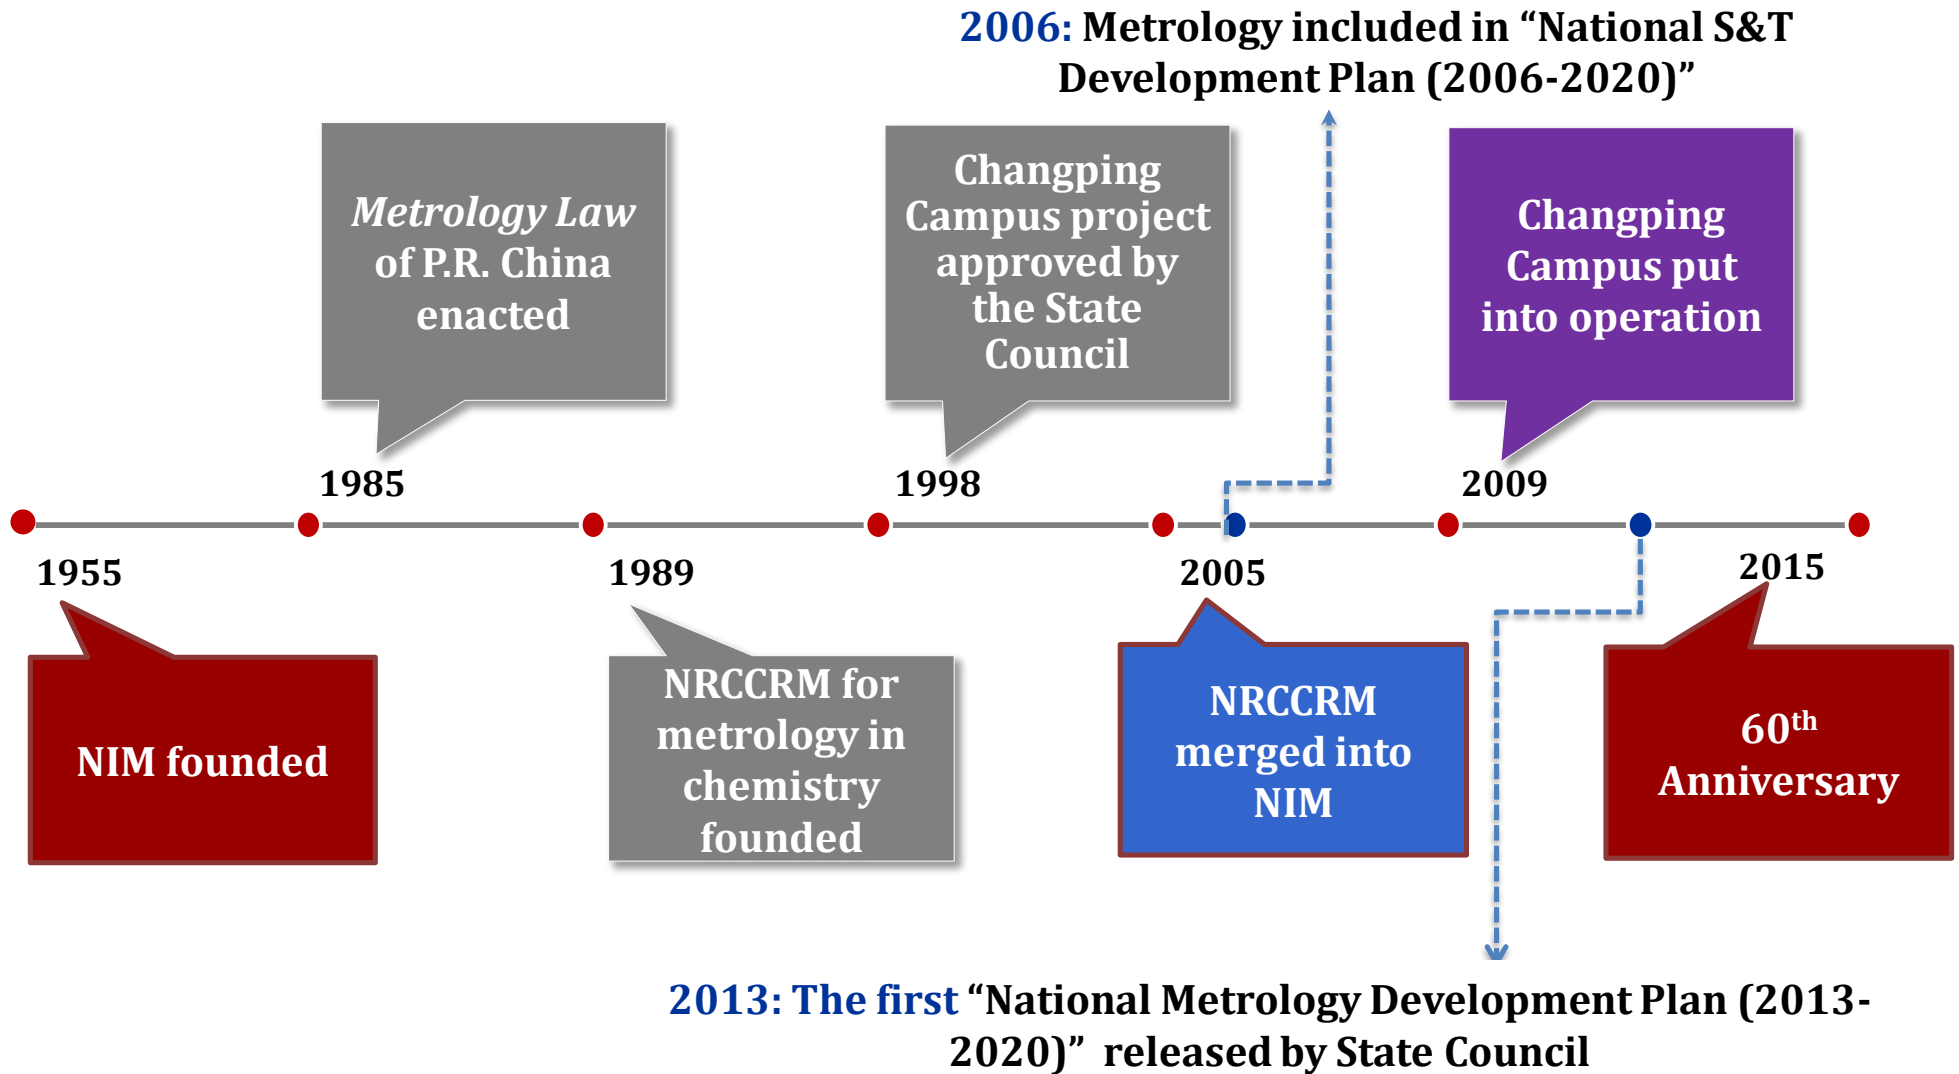 2006: Metrology included in “National S&T
Development Plan (2006-2020)”
Metrology Law
of P.R. China
enacted
Changping
Campus project
approved by
the State
Council
Changping
Campus put
into operation
1985
1998
2009
1955
1989
2005
2015
NIM founded
NRCCRM for
metrology in
chemistry
founded
NRCCRM
merged into
NIM
60th
Anniversary
2013: The first “National Metrology Development Plan (2013-
2020)” released by State Council